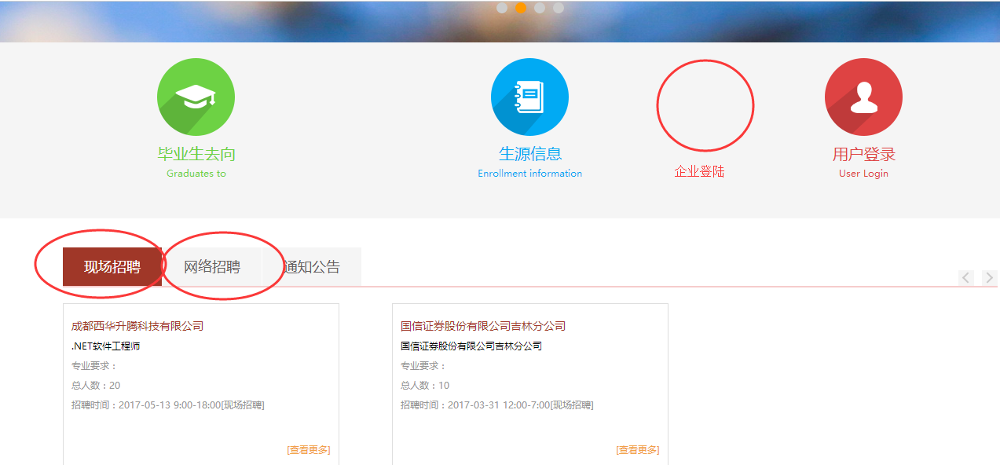 毕业生去向
Graduates to
生源信息
Enrollment information
企业登陆
用户登录
User Login
现场招聘
网络招聘
通知公告
成都西华升腾科技有限公司
.NET软件工程师
专业要求：
总人数：20
招聘时间：2017-05-13 9:00-18:00[现场招聘]
[查看更多]
国信证券股份有限公司吉林分公司
国信证券股份有限公司吉林分公司
专业要求：
总人数：10
招聘时间：2017-03-31 12:00-7:00[现场招聘]
[查看更多]